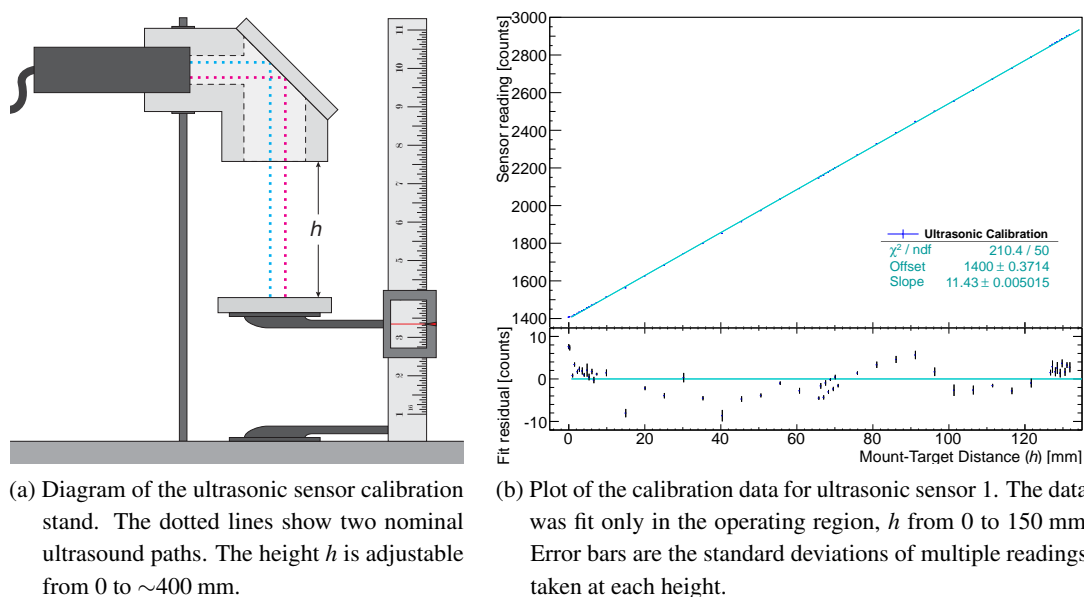 11
10
9
8
7
h
3
2
1
3000
2800
2600
2400
2200
2000
1800
1600
1400
Sensor reading [counts]
Ultrasonic Calibration
χ² / ndf 210.4 / 50
Offset 1400 ± 0.3714
Slope 11.43 ± 0.005015
10
0
-10
Fit residual [counts]
0 20 40 60 80 100 120
Mount-Target Distance (h) [mm]
(a) Diagram of the ultrasonic sensor calibration
stand. The dotted lines show two nominal
ultrasound paths. The height h is adjustable
from 0 to ∼400 mm.
(b) Plot of the calibration data for ultrasonic sensor 1. The data
was fit only in the operating region, h from 0 to 150 mm
Error bars are the standard deviations of multiple readings
taken at each height.